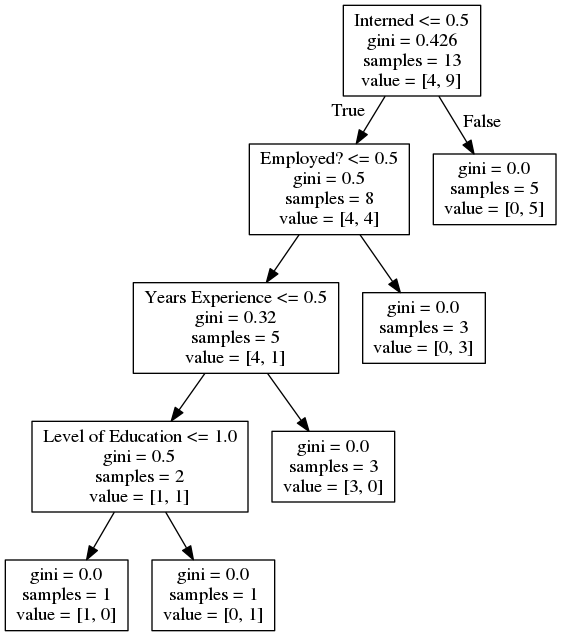 Interned <= 0.5
gini = 0.426
samples = 13
value = [4, 9]
True
False
Employed? <= 0.5
gini = 0.5
samples = 8
value = [4, 4]
gini = 0.0
samples = 5
value = [0, 5]
Years Experience <= 0.5
gini = 0.32
samples = 5
value = [4, 1]
gini = 0.0
samples = 3
value = [0, 3]
Level of Education <= 1.0
gini = 0.5
samples = 2
value = [1, 1]
gini = 0.0
samples = 3
value = [3, 0]
gini = 0.0
samples = 1
value = [1, 0]
gini = 0.0
samples = 1
value = [0, 1]